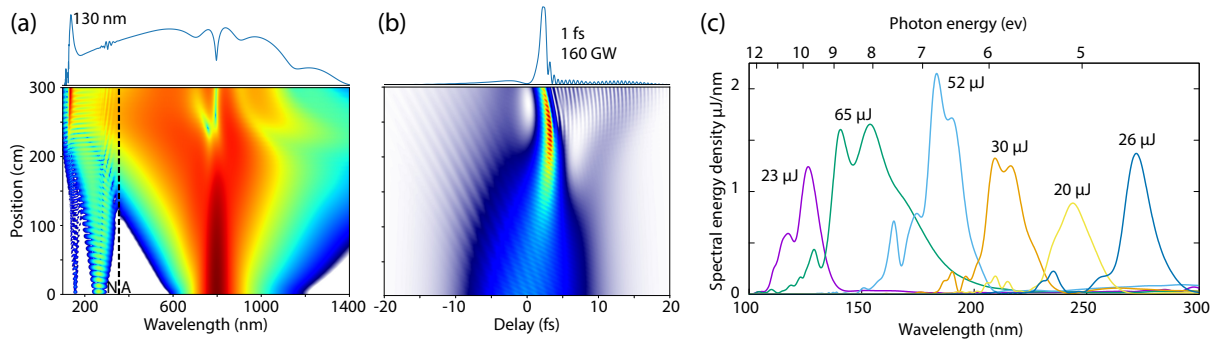 (a)
130 nm
300
200
100
0
Position (cm)
N A
200
600
1000
1400
Wavelength (nm)
(b)
1 fs
160 GW
-20
-10
0
10
20
Delay (fs)
(c)
Photon energy (ev)
12
10
9
8
7
6
5
2
1
0
Spectral energy density µJ/nm
23 µJ
65 µJ
52 µJ
30 µJ
20 µJ
26 µJ
100
150
200
250
300
Wavelength (nm)